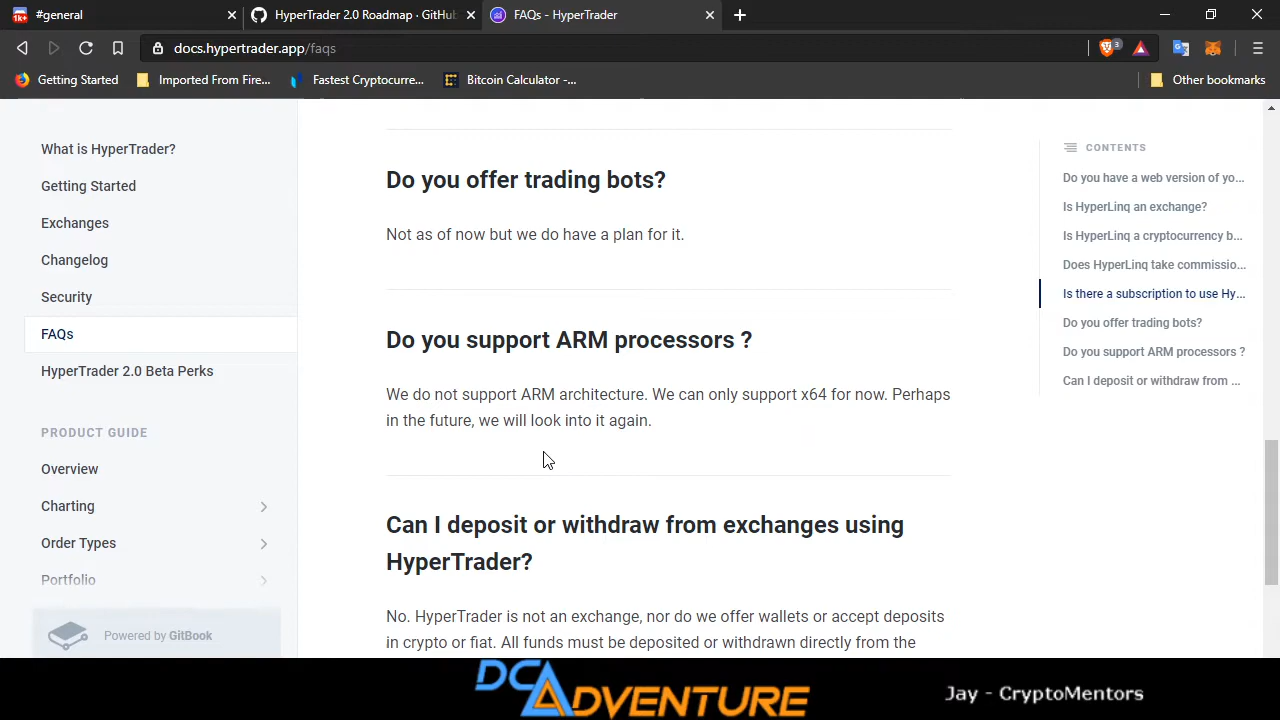 #general
HyperTrader 2.0 Roadmap · GitHub
FAQs - HyperTrader
docs.hypertrader.app/faqs
3
Getting Started
Imported From Fire...
Fastest Cryptocurre...
Bitcoin Calculator -...
Other bookmarks
What is HyperTrader?
Getting Started
Exchanges
Changelog
Security
FAQs
HyperTrader 2.0 Beta Perks
PRODUCT GUIDE
Overview
Charting
Order Types
Portfolio
Powered by GitBook
Do you offer trading bots?
Not as of now but we do have a plan for it.
Do you support ARM processors ?
We do not support ARM architecture. We can only support x64 for now. Perhaps
in the future, we will look into it again.
Can I deposit or withdraw from exchanges using
HyperTrader?
No. HyperTrader is not an exchange, nor do we offer wallets or accept deposits
in crypto or fiat. All funds must be deposited or withdrawn directly from the
CONTENTS
Do you have a web version of yo...
Is HyperLinq an exchange?
Is HyperLinq a cryptocurrency b...
Does HyperLinq take commissio...
Is there a subscription to use Hy...
Do you offer trading bots?
Do you support ARM processors ?
Can I deposit or withdraw from ...
DCADVENTURE
Jay - CryptoMentors